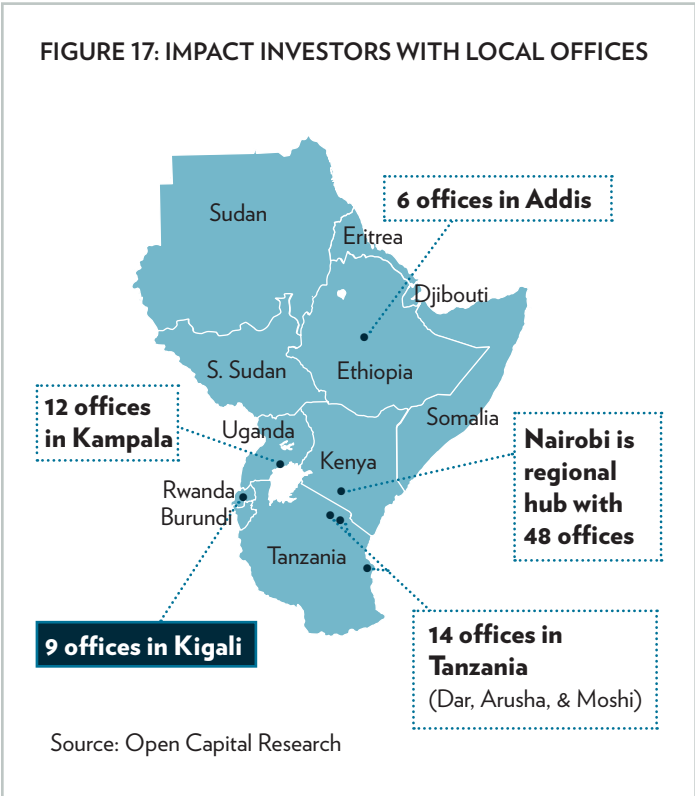 FIGURE 17: IMPACT INVESTORS WITH LOCAL OFFICES
6 offices in Addis
Sudan
Eritrea
Djibouti
S. Sudan
Ethiopia
12 offices
in Kampala
Uganda
Somalia
Kenya
Nairobi is
regional
hub with
48 offices
Rwanda
Burundi
Tanzania
9 offices in Kigali
14 offices in
Tanzania
(Dar, Arusha, & Moshi)
Source: Open Capital Research